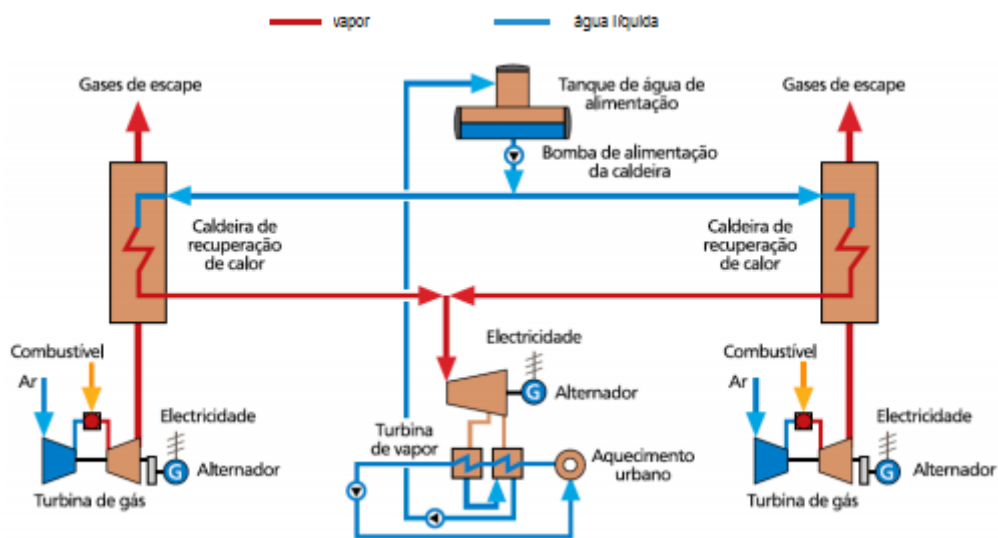 vapor
água líquida
Gases de escape
Tanque de água de
alimentação
Gases de escape
Bomba de alimentação
da caldeira
Caldeira de
recuperação
de calor
Caldeira de
recuperação
de calor
Combustível
Ar
Electricidade
G
Alternador
Turbina de gás
Electricidade
G
Alternador
Turbina
de vapor
Aquecimento
urbano
Combustível
Ar
Electricidade
G
Alternador
Turbina de gás